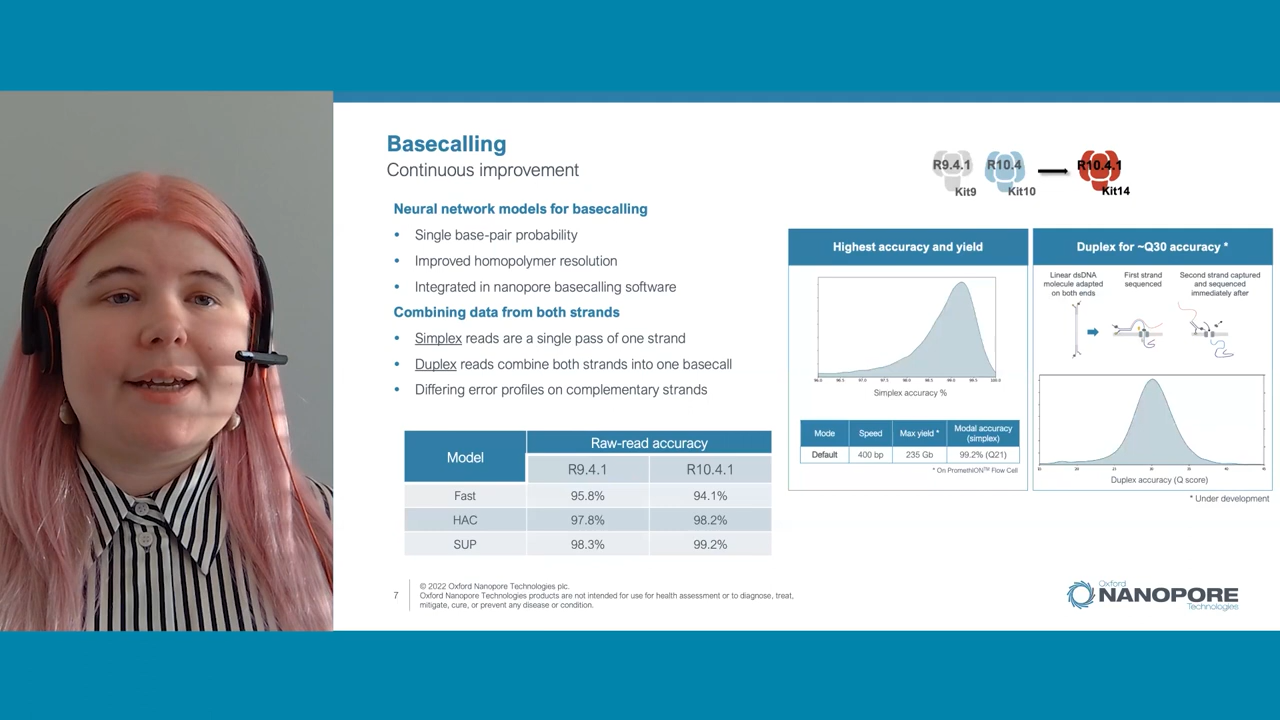 Basecalling
Continuous improvement
Neural network models for basecalling
• Single base-pair probability
• Improved homopolymer resolution
• Integrated in nanopore basecalling software
Combining data from both strands
• Simplex reads are a single pass of one strand
• Duplex reads combine both strands into one basecall
• Differing error profiles on complementary strands
Model
Raw-read accuracy
R9.4.1 R10.4.1
Fast 95.8% 94.1%
HAC 97.8% 98.2%
SUP 98.3% 99.2%
R9.4.1 R10.4 R10.4.1
Kit9 Kit10 Kit14
Highest accuracy and yield
Simplex accuracy %
Mode Speed Max yield * Modal accuracy
(simplex)
Default 400 bp 235 Gb 99.2% (Q21)
* On PromethION™ Flow Cell
Duplex for ~Q30 accuracy *
Linear dsDNA
molecule adapted
on both ends
First strand
sequenced
Second strand captured
and sequenced
immediately after
Duplex accuracy (Q score)
* Under development
7
© 2022 Oxford Nanopore Technologies plc.
Oxford Nanopore Technologies products are not intended for use for health assessment or to diagnose, treat,
mitigate, cure, or prevent any disease or condition.
Oxford
NANOPORE
Technologies